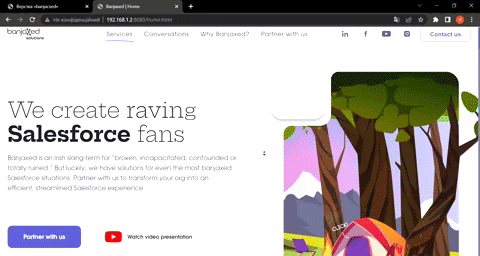 Верстка «banjaxed»
Banjaxed | Home
Не конфіденційний
192.168.1.2:8080/Home.html
banjaxed
solutions
Services
Conversations
Why Banjaxed?
Partner with us
in
f
Contact us
We create raving
Salesforce fans
Banjaxed is an Irish slang term for "broken, incapacitated, confounded or
totally ruined." But luckily, we have solutions for even the most banjaxed
Salesforce situations. Partner with us to transform your org into an
efficient, streamlined Salesforce experience
Partner with us
Watch video presentation